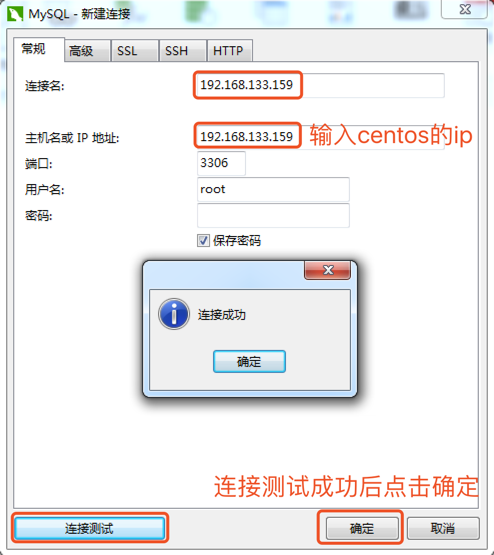 MySQL - 新建连接
常规 高级 SSL SSH HTTP
连接名: 192.168.133.159
主机名或 IP 地址: 192.168.133.159 输入centos的ip
端口: 3306
用户名: root
密码:
保存密码
连接成功
确定
连接测试成功后点击确定
连接测试 确定 取消